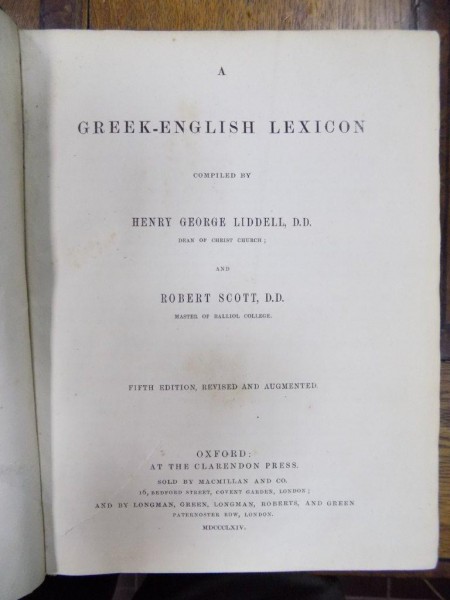 A
GREEK-ENGLISH LEXICON
COMPILED BY
HENRY GEORGE LIDDELL, D.D.
DEAN OF CHRIST CHURCH;
AND
ROBERT SCOTT, D.D.
MASTER OF BALLIOL COLLEGE.
FIFTH EDITION, REVISED AND AUGMENTED.
OXFORD:
AT THE CLARENDON PRESS.
SOLD BY MACMILLAN AND CO.
16, BEDFORD STREET, COVENT GARDEN, LONDON;
AND BY LONGMAN, GREEN, LONGMAN, ROBERTS, AND GREEN
PATERNOSTER ROW, LONDON.
MDCCCLXIV.